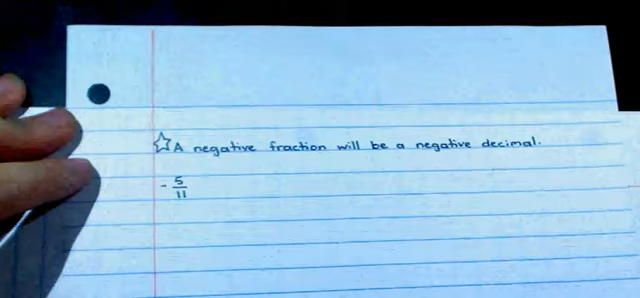 ☆ A negative fraction will be a negative decimal.
- 5/11